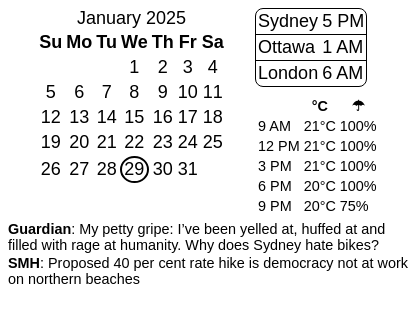 January 2025
Su Mo Tu We Th Fr Sa
1 2 3 4
5 6 7 8 9 10 11
12 13 14 15 16 17 18
19 20 21 22 23 24 25
26 27 28 29 30 31
Sydney 5 PM
Ottawa 1 AM
London 6 AM
°C ☂
9 AM 21°C 100%
12 PM 21°C 100%
3 PM 21°C 100%
6 PM 20°C 100%
9 PM 20°C 75%
Guardian: My petty gripe: I’ve been yelled at, huffed at and
filled with rage at humanity. Why does Sydney hate bikes?
SMH: Proposed 40 per cent rate hike is democracy not at work
on northern beaches